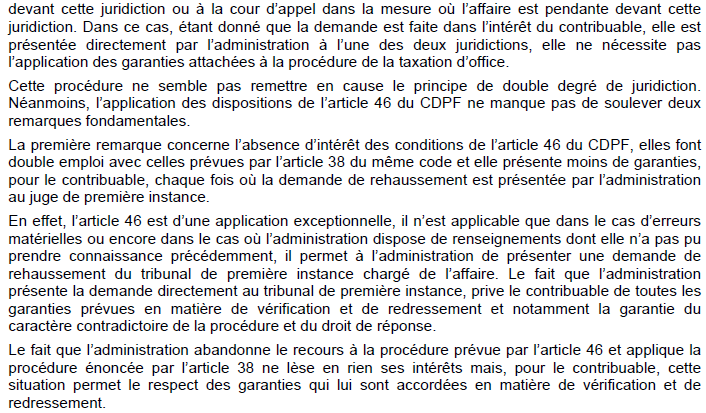 devant cette juridiction ou à la cour d’appel dans la mesure où l’affaire est pendante devant cette
juridiction. Dans ce cas, étant donné que la demande est faite dans l’intérêt du contribuable, elle est
présentée directement par l’administration à l’une des deux juridictions, elle ne nécessite pas
l’application des garanties attachées à la procédure de la taxation d’office.
Cette procédure ne semble pas remettre en cause le principe de double degré de juridiction.
Néanmoins, l’application des dispositions de l’article 46 du CDPF ne manque pas de soulever deux
remarques fondamentales.
La première remarque concerne l’absence d’intérêt des conditions de l’article 46 du CDPF, elles font
double emploi avec celles prévues par l’article 38 du même code et elle présente moins de garanties,
pour le contribuable, chaque fois où la demande de rehaussement est présentée par l’administration
au juge de première instance.
En effet, l’article 46 est d’une application exceptionnelle, il n’est applicable que dans le cas d’erreurs
matérielles ou encore dans le cas où l’administration dispose de renseignements dont elle n’a pas pu
prendre connaissance précédemment, il permet à l’administration de présenter une demande de
rehaussement du tribunal de première instance chargé de l’affaire. Le fait que l’administration
présente la demande directement au tribunal de première instance, prive le contribuable de toutes les
garanties prévues en matière de vérification et de redressement et notamment la garantie du
caractère contradictoire de la procédure et du droit de réponse.
Le fait que l’administration abandonne le recours à la procédure prévue par l’article 46 et applique la
procédure énoncée par l’article 38 ne lèse en rien ses intérêts mais, pour le contribuable, cette
situation permet le respect des garanties qui lui sont accordées en matière de vérification et de
redressement.